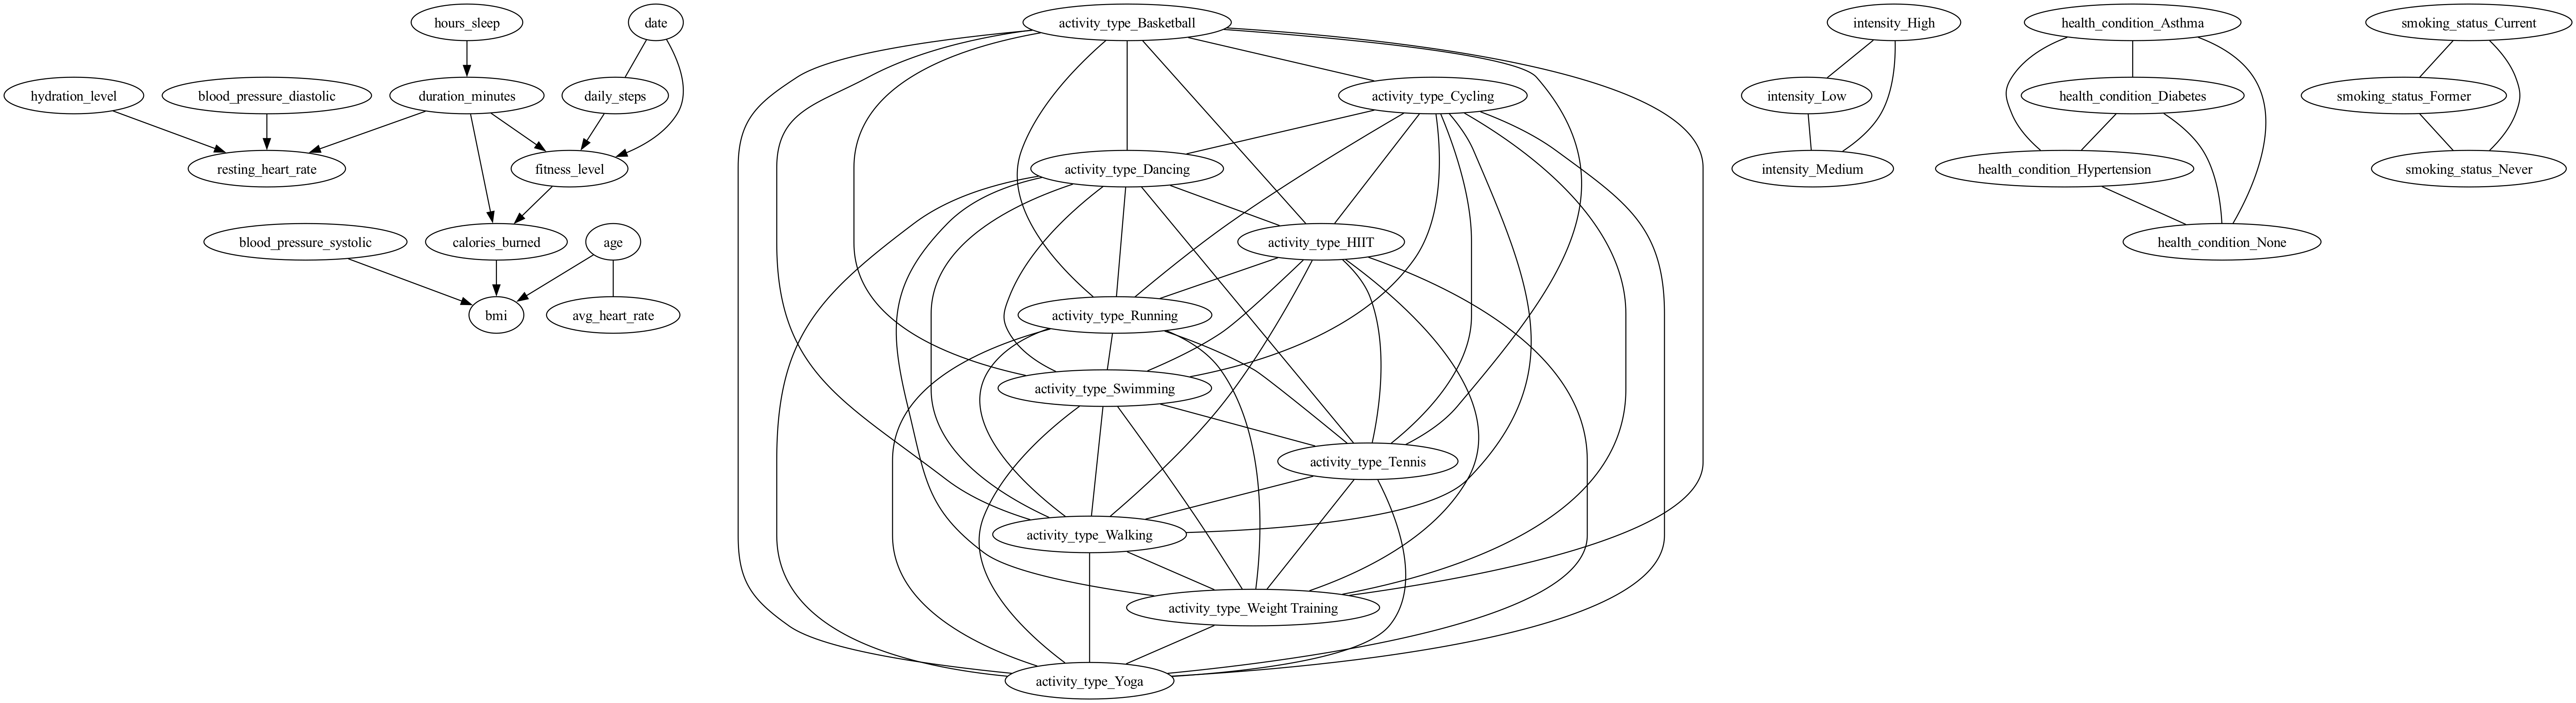 hours_sleep
date
hydration_level
blood_pressure_diastolic
duration_minutes
daily_steps
resting_heart_rate
fitness_level
blood_pressure_systolic
calories_burned
age
bmi
avg_heart_rate
activity_type_Basketball
activity_type_Cycling
activity_type_Dancing
activity_type_HIIT
activity_type_Running
activity_type_Swimming
activity_type_Tennis
activity_type_Walking
activity_type_Weight Training
activity_type_Yoga
intensity_High
intensity_Low
intensity_Medium
health_condition_Asthma
health_condition_Diabetes
health_condition_Hypertension
health_condition_None
smoking_status_Current
smoking_status_Former
smoking_status_Never